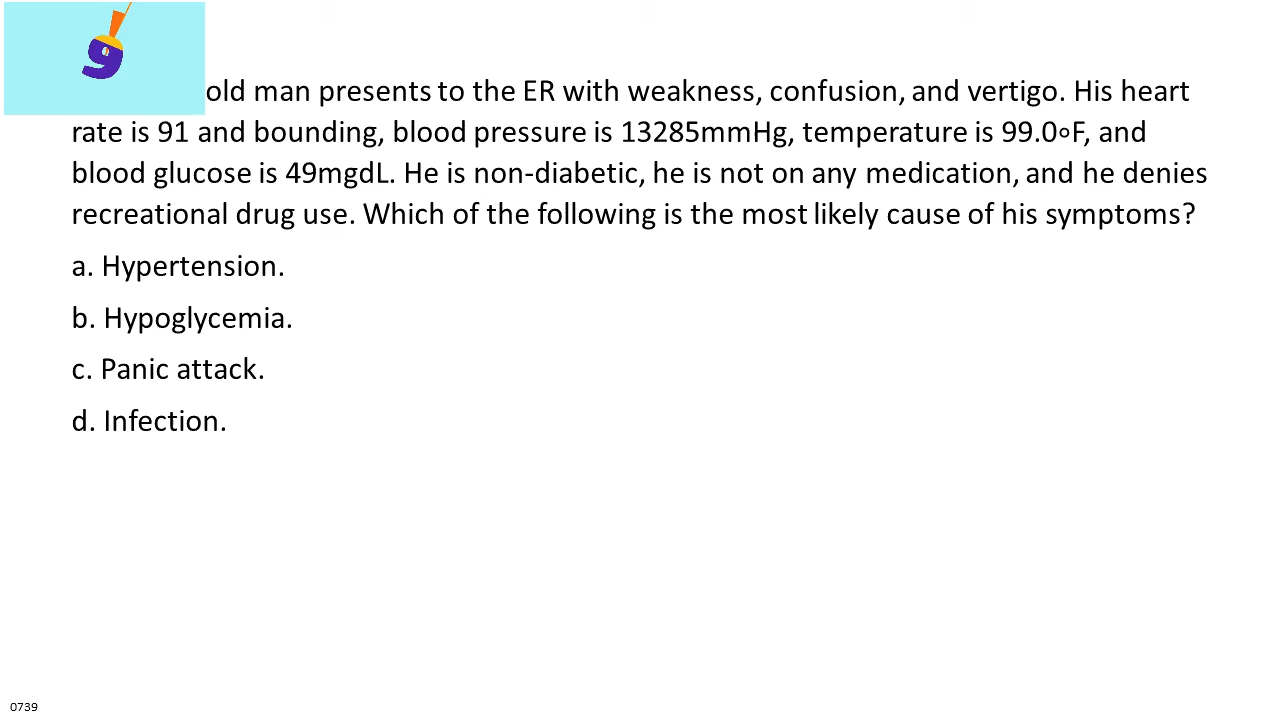 9
old man presents to the ER with weakness, confusion, and vertigo. His heart
rate is 91 and bounding, blood pressure is 13285mmHg, temperature is 99.0∘F, and
blood glucose is 49mgdL. He is non-diabetic, he is not on any medication, and he denies
recreational drug use. Which of the following is the most likely cause of his symptoms?
a. Hypertension.
b. Hypoglycemia.
c. Panic attack.
d. Infection.
0739